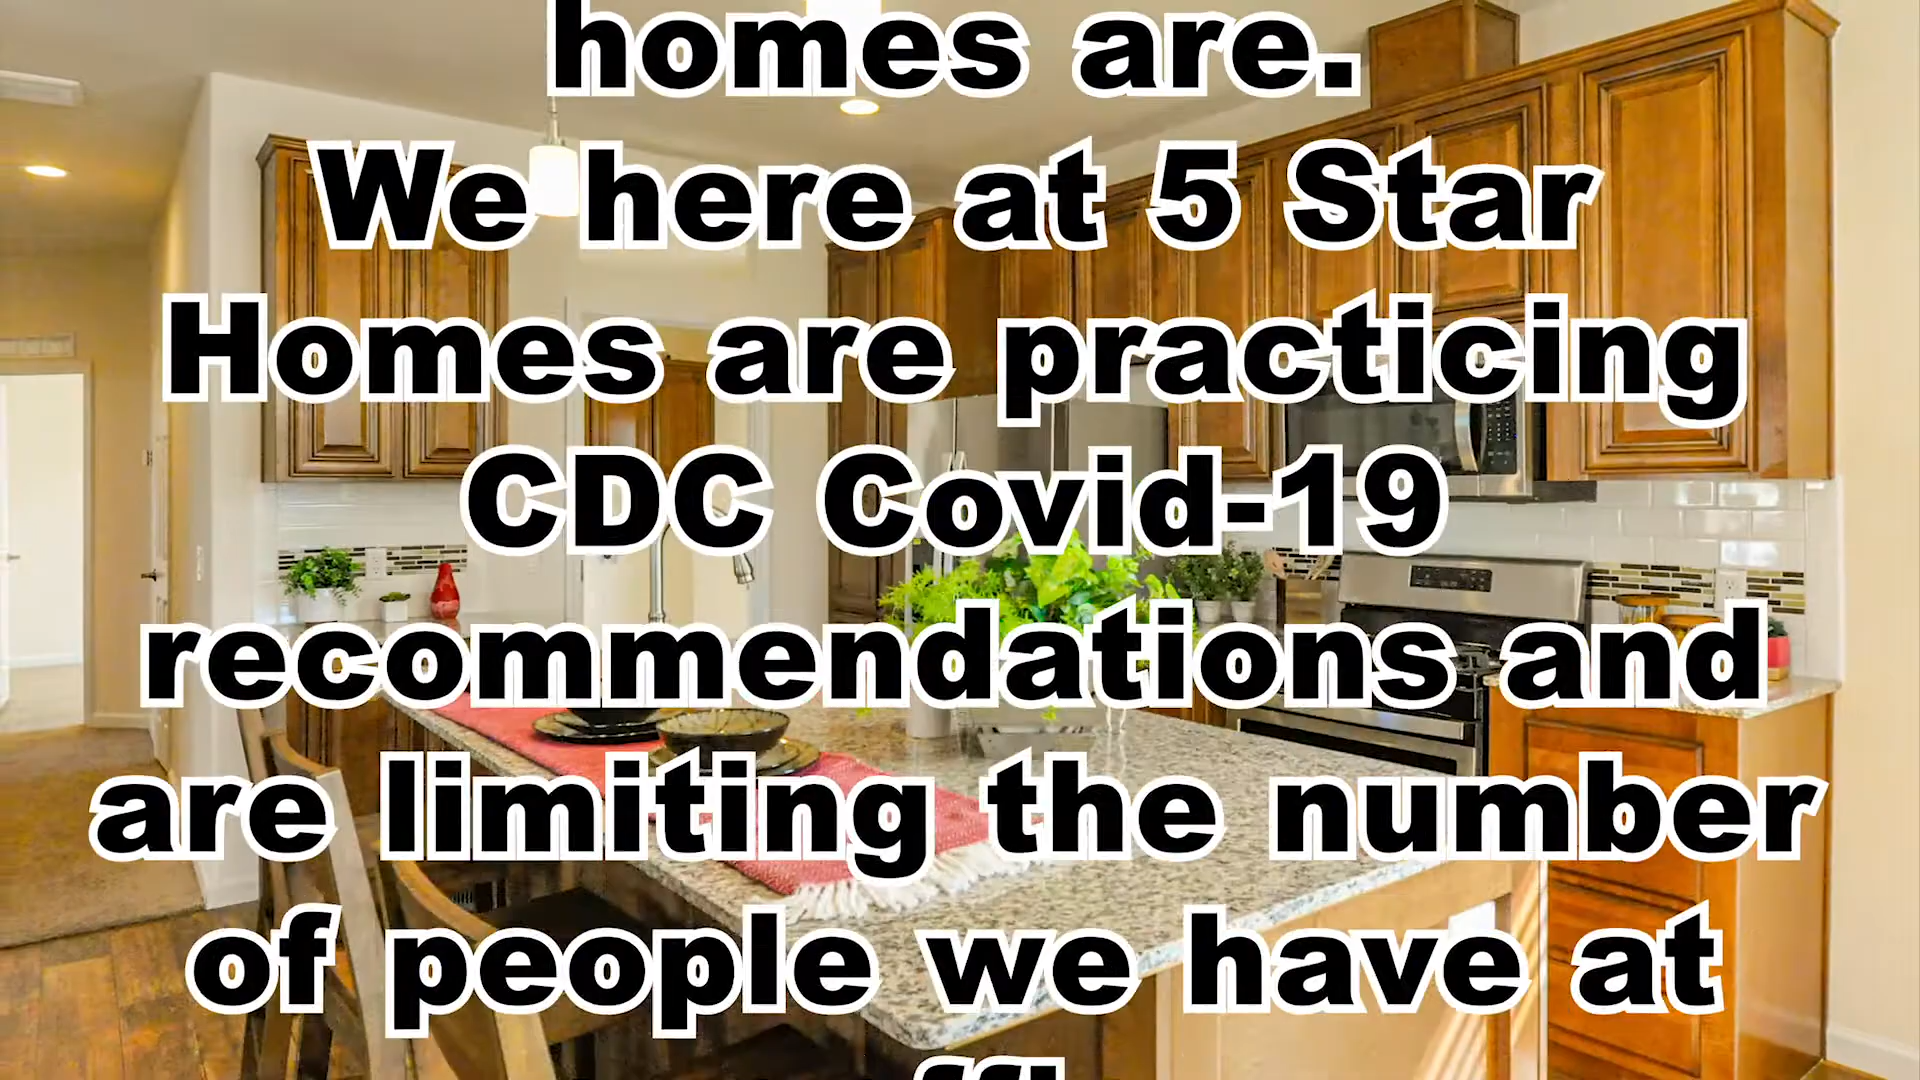 homes are.
We here at 5 Star
Homes are practicing
CDC Covid-19
recommendations and
are limiting the number
of people we have at